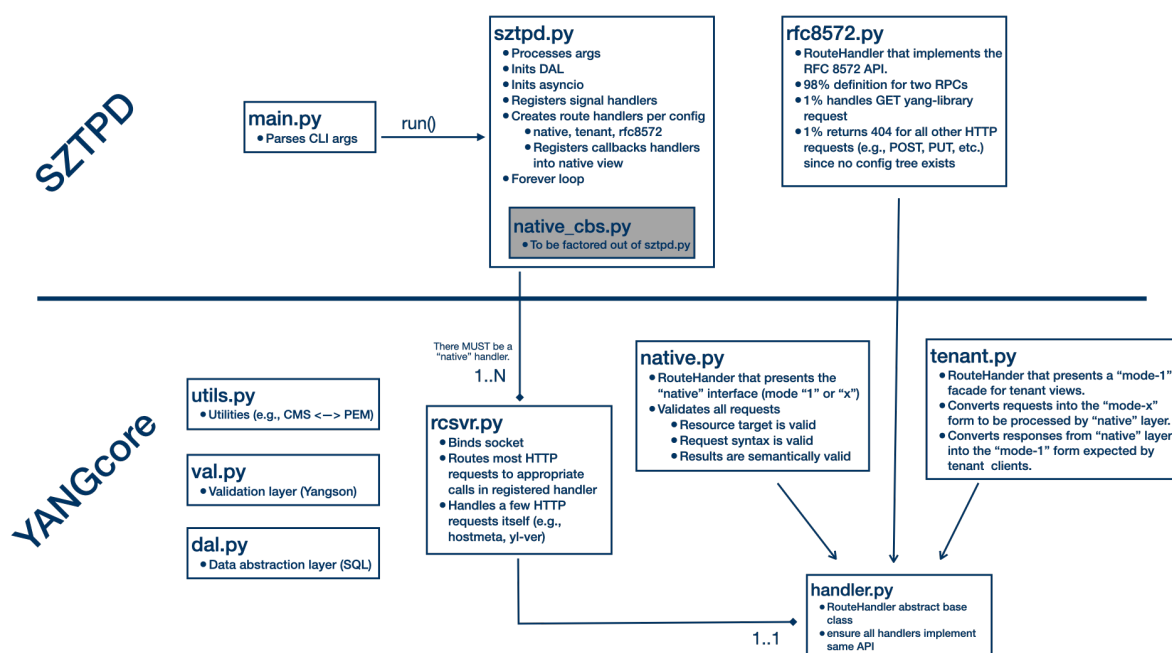 SZTPD
main.py
• Parses CLI args
run()
sztpd.py
• Processes args
• Inits DAL
• Inits asyncio
• Registers signal handlers
• Creates route handlers per config
• native, tenant, rfc8572
• Registers callbacks handlers
into native view
• Forever loop
native_cbs.py
• To be factored out of sztpd.py
rfc8572.py
• RouteHandler that implements the
RFC 8572 API.
• 98% definition for two RPCs
• 1% handles GET yang-library
request
• 1% returns 404 for all other HTTP
requests (e.g., POST, PUT, etc.)
since no config tree exists
YANGcore
utils.py
• Utilities (e.g., CMS <—> PEM)
val.py
• Validation layer (Yangson)
dal.py
• Data abstraction layer (SQL)
There MUST be a
“native” handler.
1..N
rcsvr.py
• Binds socket
• Routes most HTTP
requests to appropriate
calls in registered handler
• Handles a few HTTP
requests itself (e.g.,
hostmeta, yl-ver)
native.py
• RouteHander that presents the
“native” interface (mode “1” or “x”)
• Validates all requests
• Resource target is valid
• Request syntax is valid
• Results are semantically valid
tenant.py
• RouteHander that presents a “mode-1”
facade for tenant views.
• Converts requests into the “mode-x”
form to be processed by “native” layer.
• Converts responses from “native” layer
into the “mode-1” form expected by
tenant clients.
1..1
handler.py
• RouteHandler abstract base
class
• ensure all handlers implement
same API